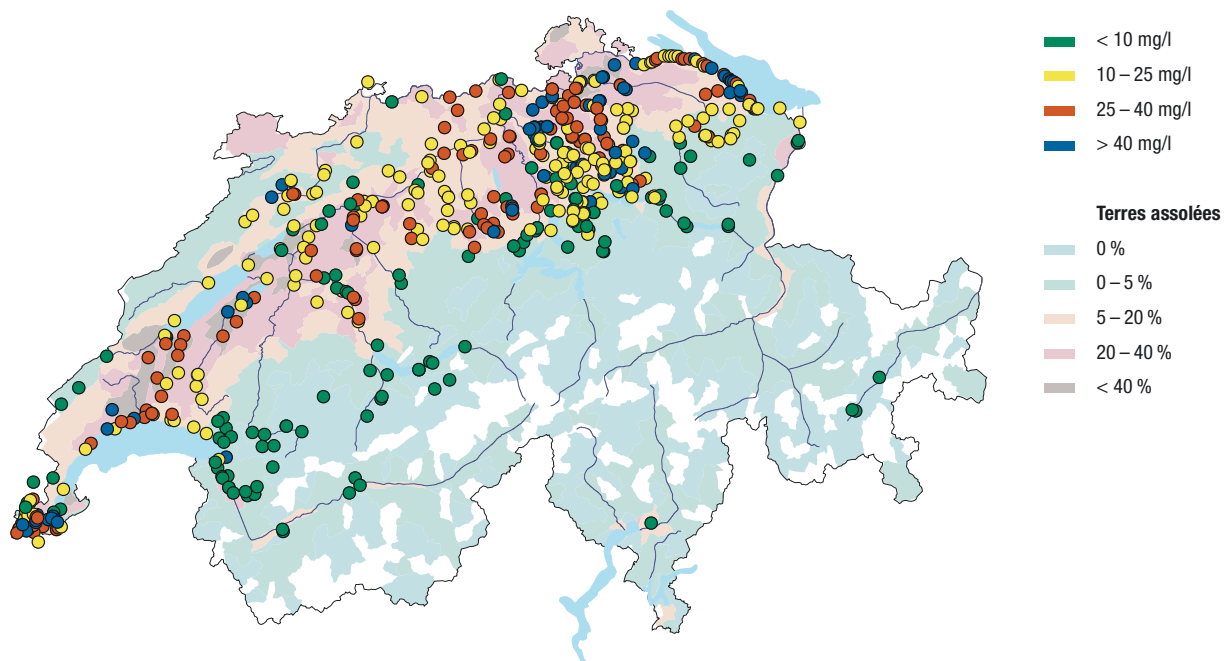 < 10 mg/l
10 – 25 mg/l
25 – 40 mg/l
> 40 mg/l
Terres assolées
0 %
0 – 5 %
5 – 20 %
20 – 40 %
< 40 %